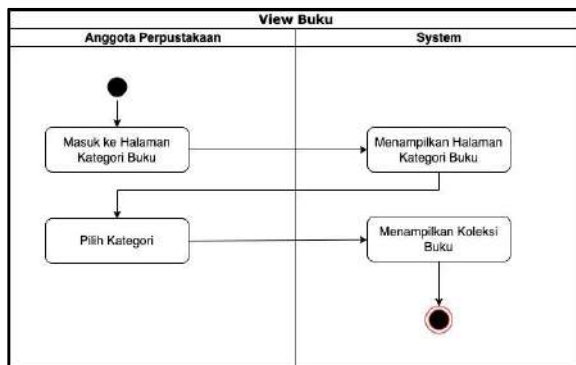 View Buku
Anggota Perpustakaan
System
Masuk ke Halaman
Kategori Buku
Menampilkan Halaman
Kategori Buku
Pilih Kategori
Menampilkan Koleksi
Buku